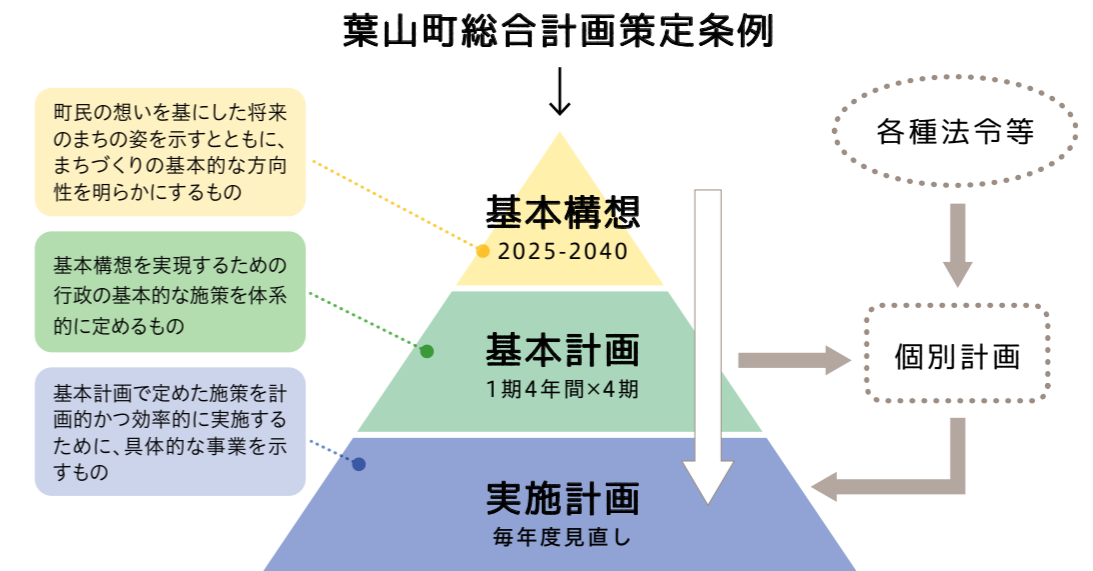 葉山町総合計画策定条例
町民の想いを基にした将来
のまちの姿を示すとともに、
まちづくりの基本的な方向
性を明らかにするもの
基本構想を実現するための
行政の基本的な施策を体系
的に定めるもの
基本計画で定めた施策を計
画的かつ効率的に実施する
ために、具体的な事業を示
すもの
基本構想
2025-2040
基本計画
1期4年間×4期
実施計画
毎年度見直し
各種法令等
個別計画